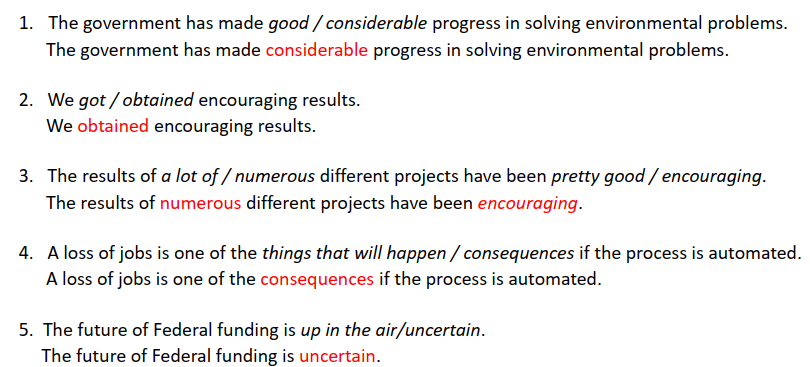 1. The government has made good / considerable progress in solving environmental problems.
The government has made considerable progress in solving environmental problems.
2. We got / obtained encouraging results.
We obtained encouraging results.
3. The results of a lot of / numerous different projects have been pretty good / encouraging.
The results of numerous different projects have been encouraging.
4. A loss of jobs is one of the things that will happen / consequences if the process is automated.
A loss of jobs is one of the consequences if the process is automated.
5. The future of Federal funding is up in the air/uncertain.
The future of Federal funding is uncertain.